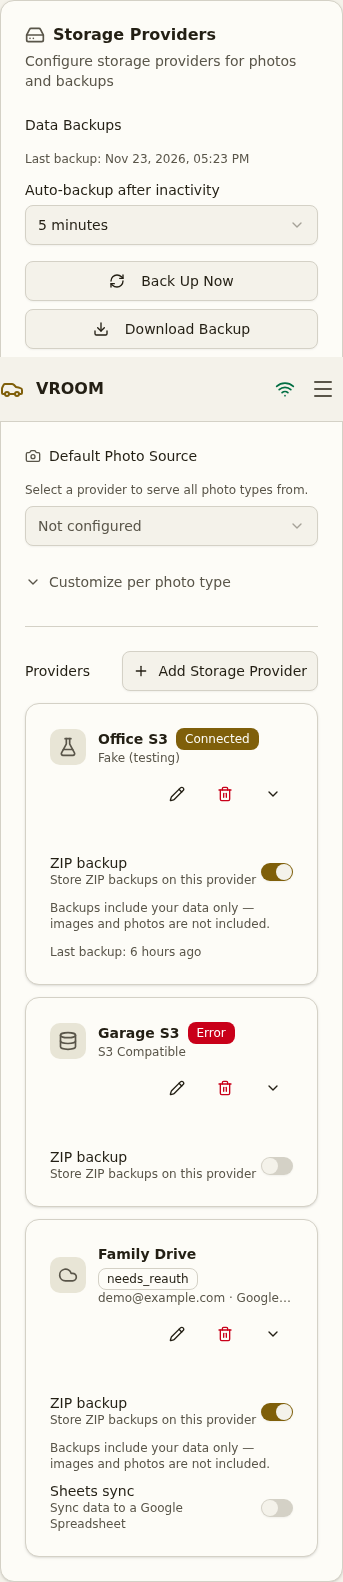 Storage Providers
Configure storage providers for photos
and backups
Data Backups
Last backup: Nov 23, 2026, 05:23 PM
Auto-backup after inactivity
5 minutes
Back Up Now
Download Backup
VROOM
Default Photo Source
Select a provider to serve all photo types from.
Not configured
Customize per photo type
Providers
Add Storage Provider
Office S3 Connected
Fake (testing)
ZIP backup
Store ZIP backups on this provider
Backups include your data only —
images and photos are not included.
Last backup: 6 hours ago
Garage S3 Error
S3 Compatible
ZIP backup
Store ZIP backups on this provider
Family Drive
needs_reauth
demo@example.com · Google...
ZIP backup
Store ZIP backups on this provider
Backups include your data only —
images and photos are not included.
Sheets sync
Sync data to a Google
Spreadsheet